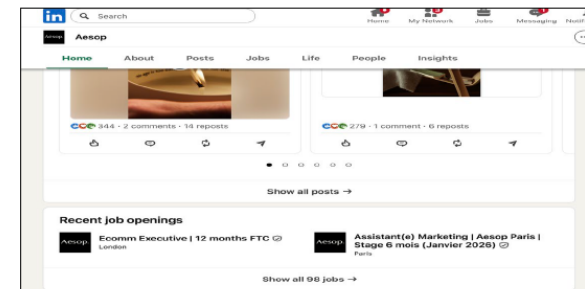 in
Search
Home
My Network
Jobs
Messaging
Aesop.
Aesop
Home
About
Posts
Jobs
Life
People
Insights
344 · 2 comments · 14 reposts
279 · 1 comment · 6 reposts
Show all posts →
Recent job openings
Aesop.
Ecomm Executive | 12 months FTC
London
Aesop.
Assistant(e) Marketing | Aesop Paris |
Stage 6 mois (Janvier 2026)
Paris
Show all 98 jobs →